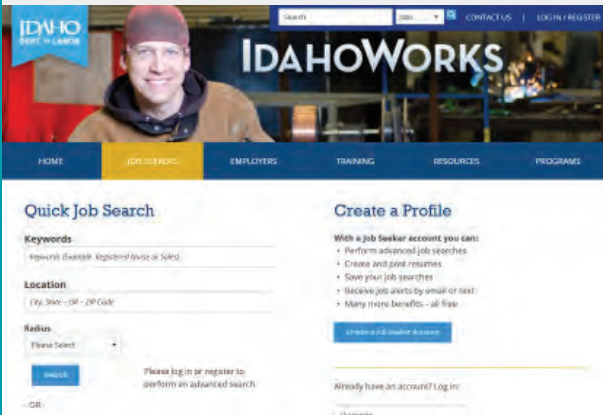 IDAHO
DEPT. OF LABOR
Search
Jobs
CONTACT US | LOG IN / REGISTER
IDAHOWORKS
HOME
JOB SEEKERS
EMPLOYERS
TRAINING
RESOURCES
PROGRAMS
Quick Job Search
Keywords
Keywords (Example: Registered Nurse or Sales)
Location
City, State - OR - ZIP Code
Radius
Please Select
Search
Please log in or register to
perform an advanced search.
- OR -
Create a Profile
With a Job Seeker account you can:
• Perform advanced job searches
• Create and post resumes
• Save your job searches
• Receive job alerts by email or text
• Many more benefits - all free
Create a Job Seeker Account
Already have an account? Log in: